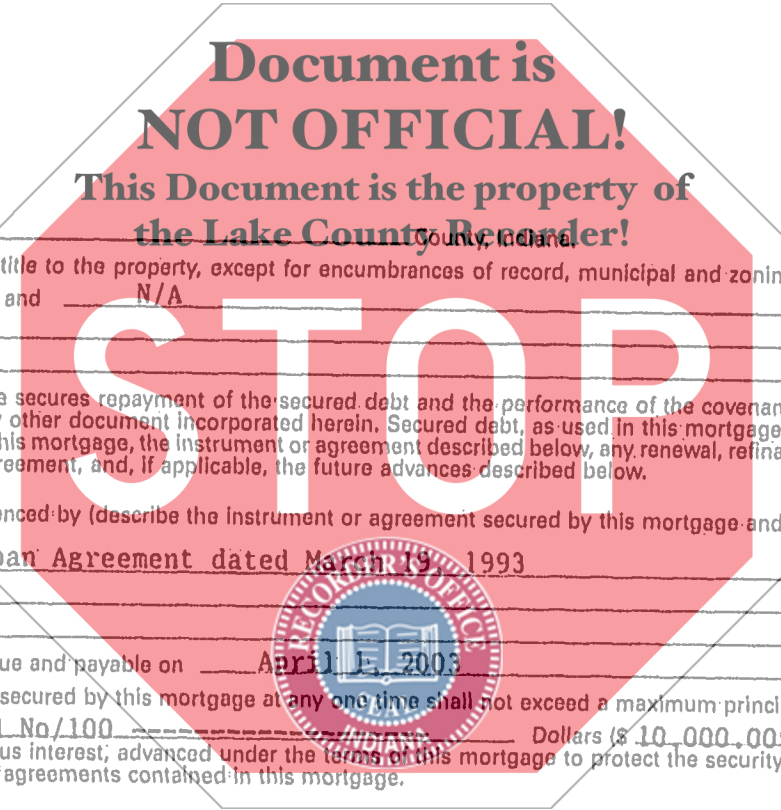 Document is
NOT OFFICIAL!
This Document is the property of
the Lake County Recorder!
County, Indiana,
title to the property, except for encumbrances of record, municipal and zonin
and N/A
STOP
e secures repayment of the secured debt and the performance of the covenan
other document incorporated herein. Secured debt, as used in this mortgage
his mortgage, the instrument or agreement described below, any renewal, refina
reement, and, if applicable, the future advances described below.
enced by (describe the instrument or agreement secured by this mortgage and
oan Agreement dated March 19, 1993
RECORDER'S OFFICE
ue and payable on April 1, 2003
secured by this mortgage at any one time shall not exceed a maximum princi
No/100 ------------------------ Dollars ($ 10,000.00
INDIANA
us interest, advanced under the terms of this mortgage to protect the security
agreements contained in this mortgage.